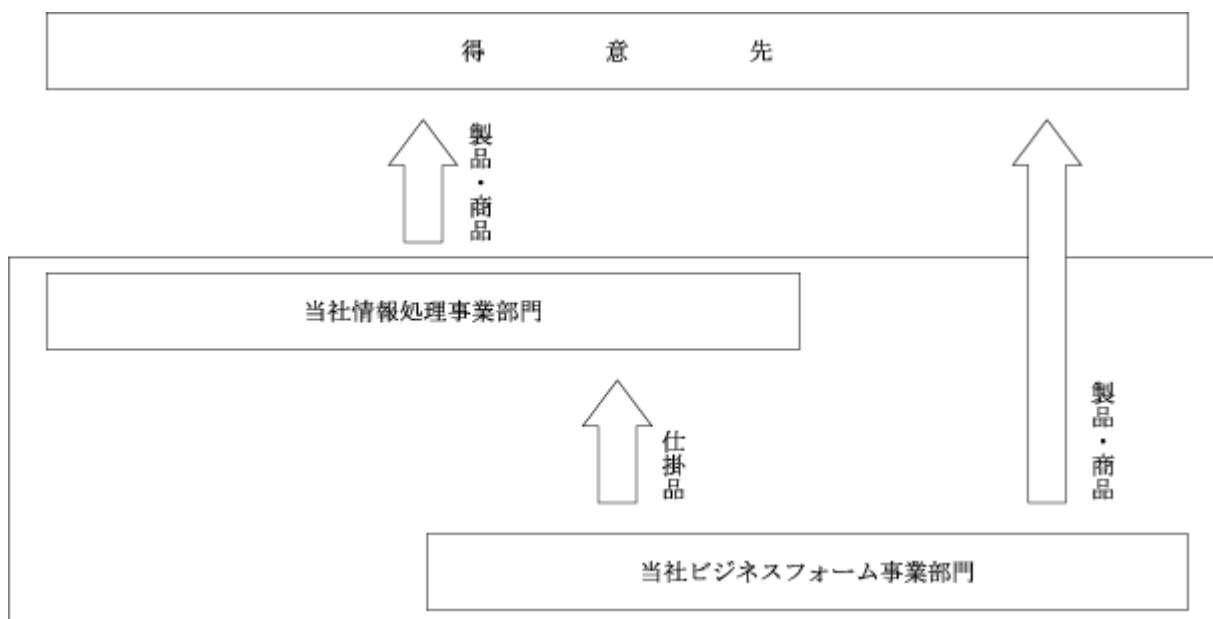 得意先
製品・商品
当社情報処理事業部門
仕掛品
製品・商品
当社ビジネスフォーム事業部門